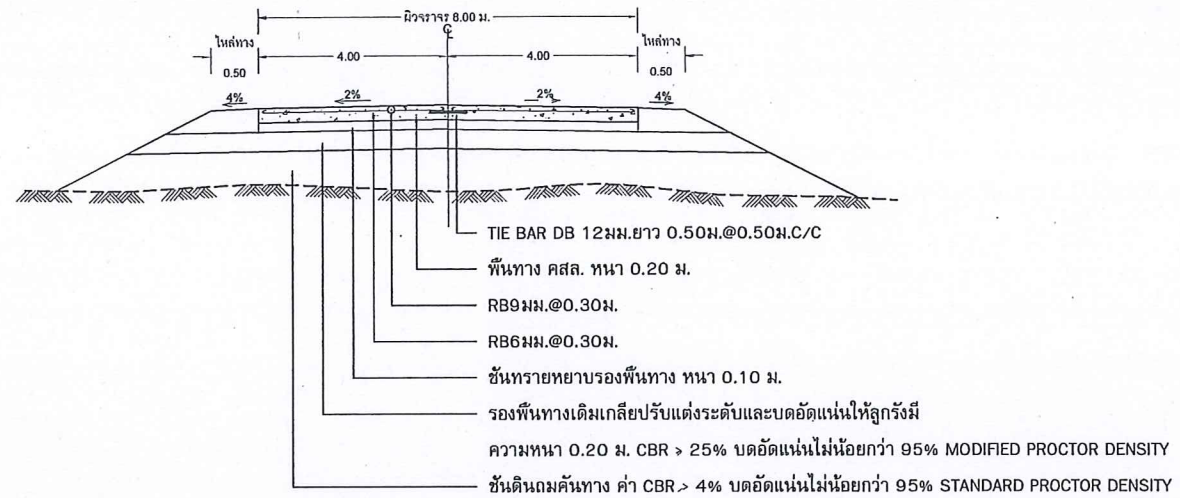 ผิวจราจร 8.00 ม.
C
L
ไหล่ทาง
4.00
4.00
ไหล่ทาง
0.50
0.50
4%
2%
2%
4%
TIE BAR DB 12มม.ยาว 0.50ม.@0.50ม.C/C
พื้นทาง คสล. หนา 0.20 ม.
RB9มม.@0.30ม.
RB6มม.@0.30ม.
ชั้นทรายหยาบรองพื้นทาง หนา 0.10 ม.
รองพื้นทางเดิมเกลี่ยปรับแต่งระดับและบดอัดแน่นให้ลูกรังมี
ความหนา 0.20 ม. CBR > 25% บดอัดแน่นไม่น้อยกว่า 95% MODIFIED PROCTOR DENSITY
ชั้นดินถมคันทาง ค่า CBR > 4% บดอัดแน่นไม่น้อยกว่า 95% STANDARD PROCTOR DENSITY